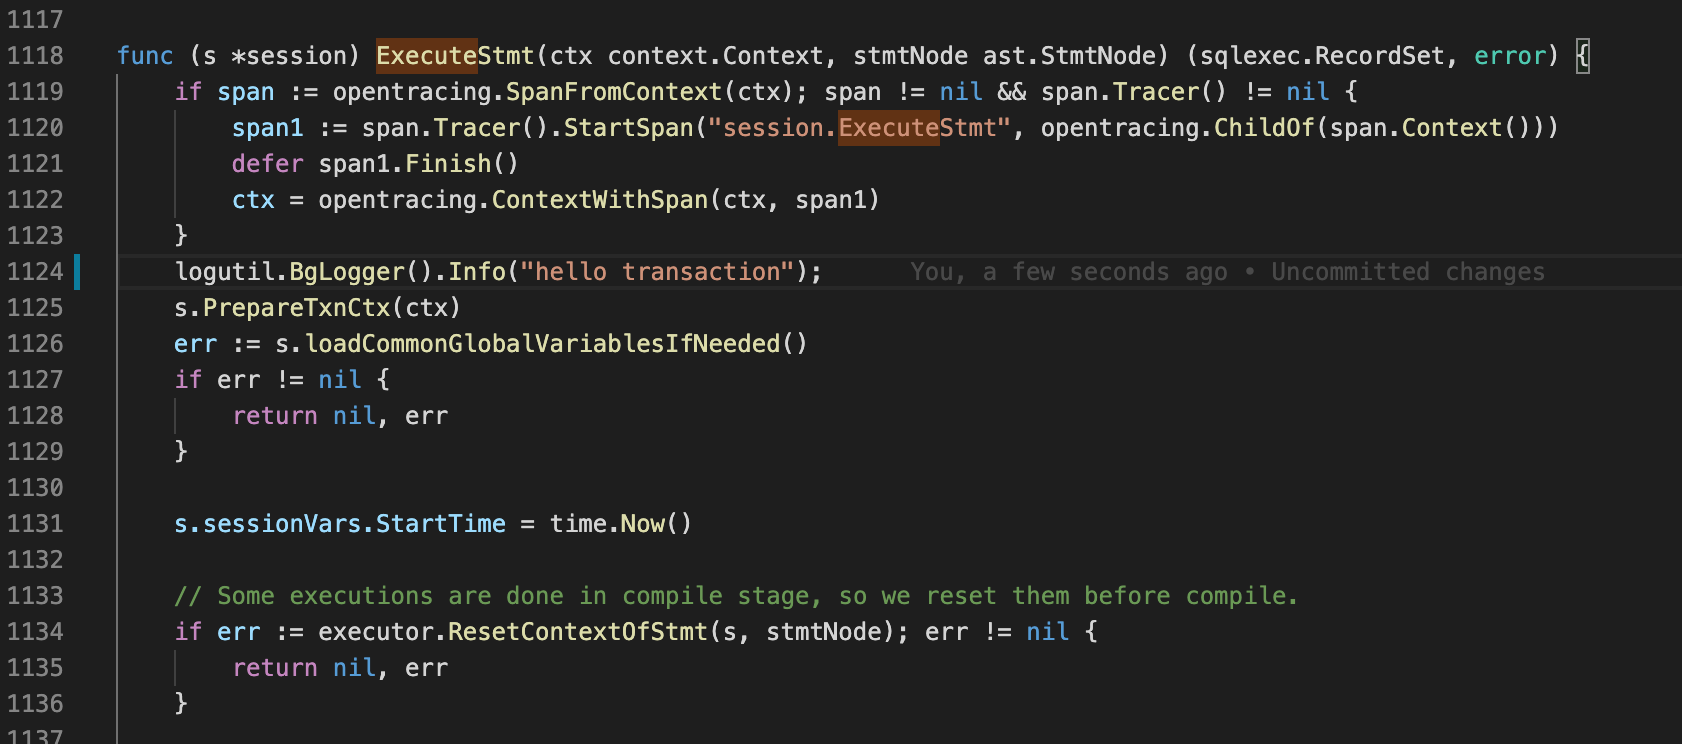 1117
1118 func (s *session) ExecuteStmt(ctx context.Context, stmtNode ast.StmtNode) (sqlexec.RecordSet, error) {
1119 if span := opentracing.SpanFromContext(ctx); span != nil && span.Tracer() != nil {
1120 span1 := span.Tracer().StartSpan("session.ExecuteStmt", opentracing.ChildOf(span.Context()))
1121 defer span1.Finish()
1122 ctx = opentracing.ContextWithSpan(ctx, span1)
1123 }
1124 logutil.BgLogger().Info("hello transaction"); You, a few seconds ago • Uncommitted changes
1125 s.PrepareTxnCtx(ctx)
1126 err := s.loadCommonGlobalVariablesIfNeeded()
1127 if err != nil {
1128 return nil, err
1129 }
1130
1131 s.sessionVars.StartTime = time.Now()
1132
1133 // Some executions are done in compile stage, so we reset them before compile.
1134 if err := executor.ResetContextOfStmt(s, stmtNode); err != nil {
1135 return nil, err
1136 }
1137